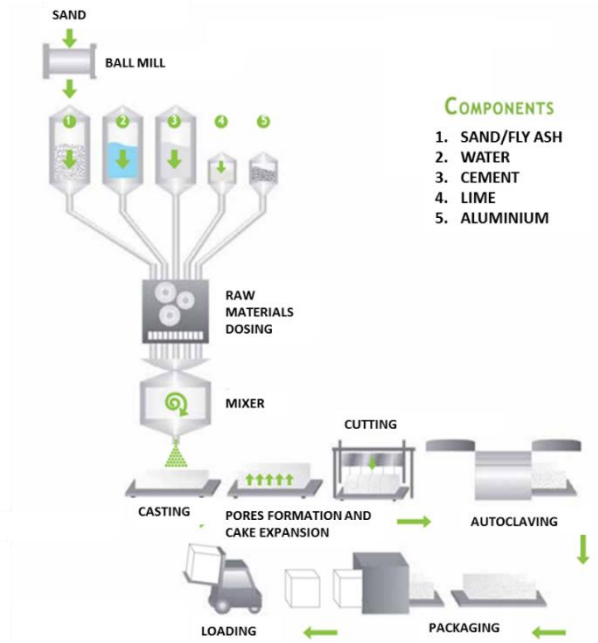 SAND
BALL MILL
1
2
3
4
5
COMPONENTS
1. SAND/FLY ASH
2. WATER
3. CEMENT
4. LIME
5. ALUMINIUM
RAW
MATERIALS
DOSING
MIXER
CUTTING
CASTING
PORES FORMATION AND
CAKE EXPANSION
AUTOCLAVING
LOADING
PACKAGING